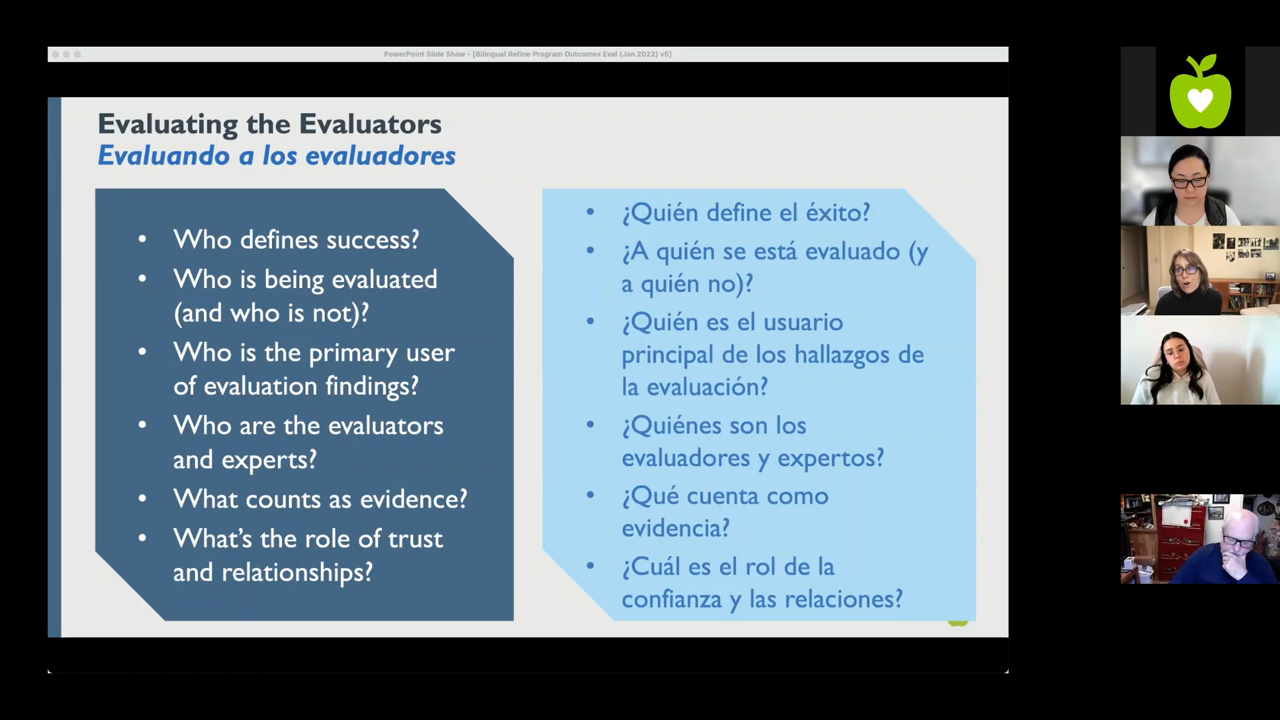 PowerPoint Slide Show - [Bilingual Refine Program Outcomes Eval (Jan 2022) v5]
Evaluating the Evaluators
Evaluando a los evaluadores
• Who defines success?
• Who is being evaluated
(and who is not)?
• Who is the primary user
of evaluation findings?
• Who are the evaluators
and experts?
• What counts as evidence?
• What's the role of trust
and relationships?
• ¿Quién define el éxito?
• ¿A quién se está evaluado (y
a quién no)?
• ¿Quién es el usuario
principal de los hallazgos de
la evaluación?
• ¿Quiénes son los
evaluadores y expertos?
• ¿Qué cuenta como
evidencia?
• ¿Cuál es el rol de la
confianza y las relaciones?